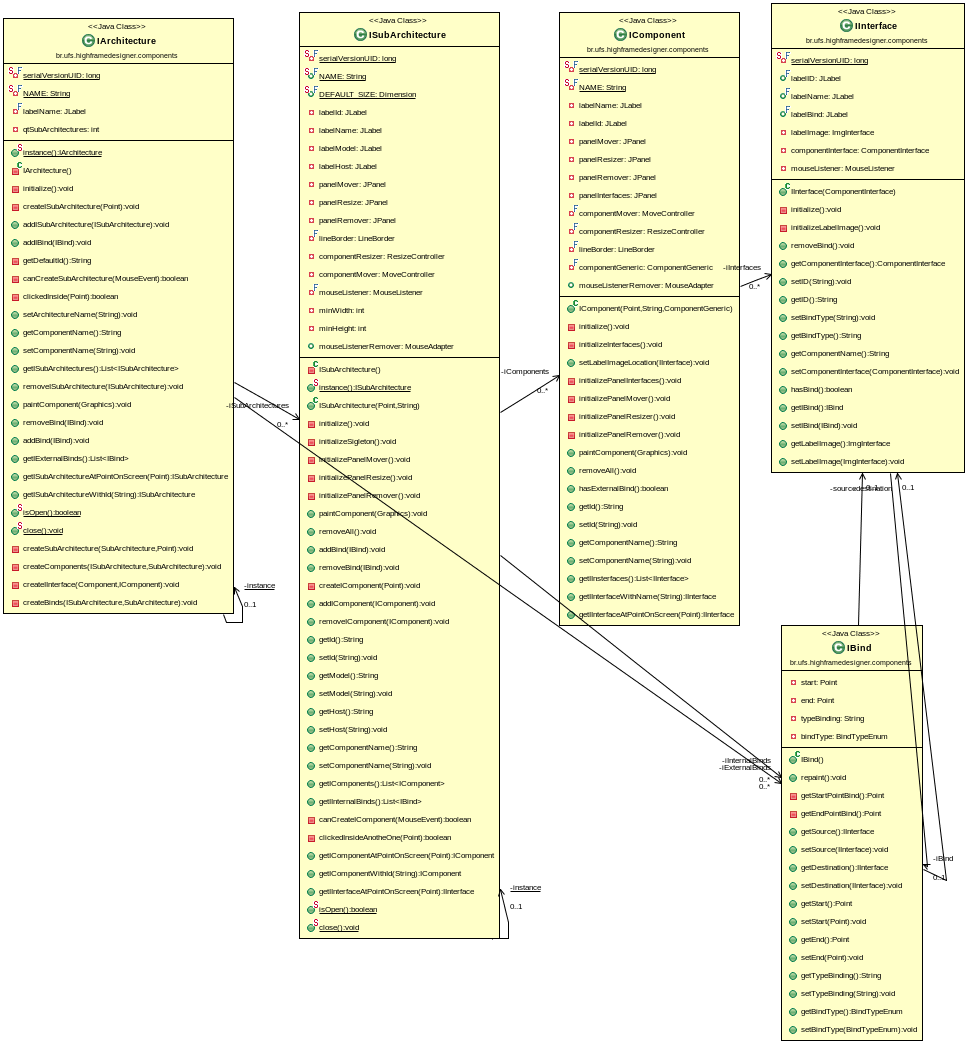 <<Java Class>>
IArchitecture
br.ufs.highframedesigner.components
serialVersionUID: long
NAME: String
labelName: JLabel
qtSubArchitectures: int
instance():IArchitecture
IArchitecture()
initialize():void
createISubArchitecture(Point):void
addISubArchitecture(ISubArchitecture):void
addIBind(IBind):void
getDefaultId():String
canCreateSubArchitecture(MouseEvent):boolean
clickedInside(Point):boolean
setArchitectureName(String):void
getComponentName():String
setComponentName(String):void
getISubArchitectures():List<ISubArchitecture>
removeISubArchitecture(ISubArchitecture):void
paintComponent(Graphics):void
removeBind(IBind):void
addBind(IBind):void
getIExternalBinds():List<IBind>
getISubArchitectureAtPointOnScreen(Point):ISubArchitecture
getISubArchitectureWithId(String):ISubArchitecture
isOpen():boolean
close():void
createSubArchitecture(SubArchitecture,Point):void
createComponents(ISubArchitecture,SubArchitecture):void
createInterface(Component,IComponent):void
createBinds(ISubArchitecture,SubArchitecture):void
-instance
0..1
-iSubArchitectures
0..*
<<Java Class>>
ISubArchitecture
br.ufs.highframedesigner.components
serialVersionUID: long
NAME: String
DEFAULT_SIZE: Dimension
labelId: JLabel
labelName: JLabel
labelModel: JLabel
labelHost: JLabel
panelMover: JPanel
panelResize: JPanel
panelRemover: JPanel
lineBorder: LineBorder
componentResizer: ResizeController
componentMover: MoveController
mouseListener: MouseListener
minWidth: int
minHeight: int
mouseListenerRemover: MouseAdapter
ISubArchitecture()
instance():ISubArchitecture
ISubArchitecture(Point,String)
initialize():void
initializeSigleton():void
initializePanelMover():void
initializePanelResize():void
initializePanelRemover():void
paintComponent(Graphics):void
removeAll():void
addBind(IBind):void
removeBind(IBind):void
createIComponent(Point):void
addIComponent(IComponent):void
removeIComponent(IComponent):void
getId():String
setId(String):void
getModel():String
setModel(String):void
getHost():String
setHost(String):void
getComponentName():String
setComponentName(String):void
getIComponents():List<IComponent>
getIInternalBinds():List<IBind>
canCreateIComponent(MouseEvent):boolean
clickedInsideAnotheOne(Point):boolean
getIComponentAtPointOnScreen(Point):IComponent
getIComponentWithId(String):IComponent
getIInterfaceAtPointOnScreen(Point):IInterface
isOpen():boolean
close():void
-instance
0..1
-iComponents
0..*
<<Java Class>>
IComponent
br.ufs.highframedesigner.components
serialVersionUID: long
NAME: String
labelName: JLabel
labelId: JLabel
panelMover: JPanel
panelResizer: JPanel
panelRemover: JPanel
panelInterfaces: JPanel
componentMover: MoveController
componentResizer: ResizeController
lineBorder: LineBorder
componentGeneric: ComponentGeneric
mouseListenerRemover: MouseAdapter
IComponent(Point,String,ComponentGeneric)
initialize():void
initializeInterfaces():void
setLabelImageLocation(IInterface):void
initializePanelInterfaces():void
initializePanelMover():void
initializePanelResizer():void
initializePanelRemover():void
paintComponent(Graphics):void
removeAll():void
hasExternalBind():boolean
getId():String
setId(String):void
getComponentName():String
setComponentName(String):void
getIInterfaces():List<IInterface>
getIInterfaceWithName(String):IInterface
getIInterfaceAtPointOnScreen(Point):IInterface
-iInterfaces
0..*
<<Java Class>>
IInterface
br.ufs.highframedesigner.components
serialVersionUID: long
labelID: JLabel
labelName: JLabel
labelBind: JLabel
labelImage: ImgInterface
componentInterface: ComponentInterface
mouseListener: MouseListener
IInterface(ComponentInterface)
initialize():void
initializeLabelImage():void
removeBind():void
getComponentInterface():ComponentInterface
setID(String):void
getID():String
setBindType(String):void
getBindType():String
getComponentName():String
setComponentInterface(ComponentInterface):void
hasBind():boolean
getIBind():IBind
setIBind(IBind):void
getLabelImage():ImgInterface
setLabelImage(ImgInterface):void
-source
destination
0..1
0..1
<<Java Class>>
IBind
br.ufs.highframedesigner.components
start: Point
end: Point
typeBinding: String
bindType: BindTypeEnum
IBind()
repaint():void
getStartPointBind():Point
getEndPointBind():Point
getSource():IInterface
setSource(IInterface):void
getDestination():IInterface
setDestination(IInterface):void
getStart():Point
setStart(Point):void
getEnd():Point
setEnd(Point):void
getTypeBinding():String
setTypeBinding(String):void
getBindType():BindTypeEnum
setBindType(BindTypeEnum):void
-iInternalBinds
-iExternalBinds
0..*
0..*
-iBind
0..1